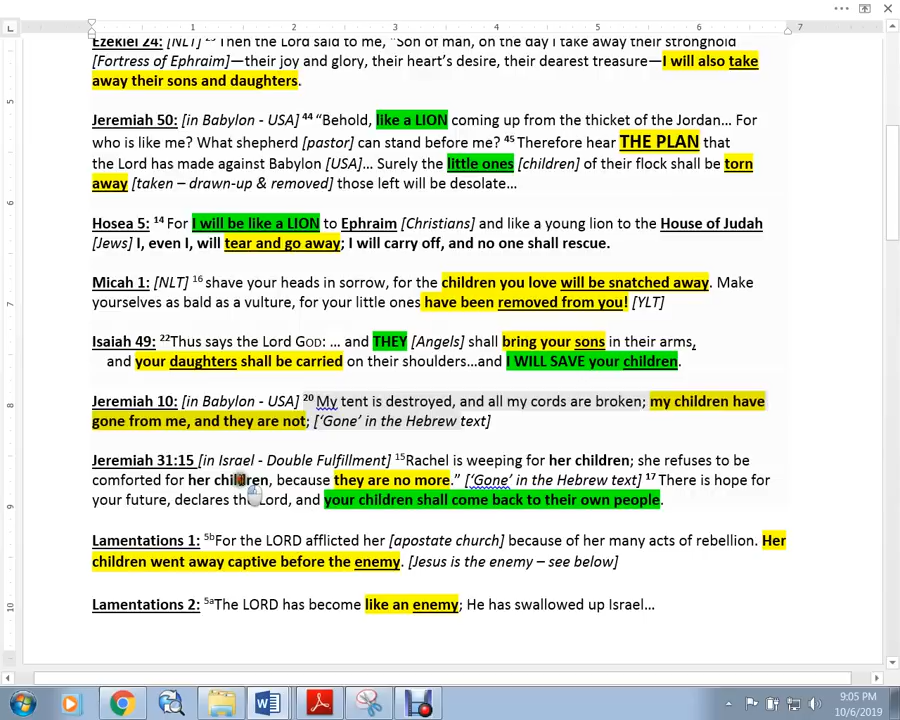 1 2 3 4 5 6 7
Ezekiel 24: [NLT] 25 Then the Lord said to me, “Son of man, on the day I take away their stronghold
[Fortress of Ephraim]—their joy and glory, their heart’s desire, their dearest treasure—I will also take
away their sons and daughters.
5
Jeremiah 50: [in Babylon - USA] 44 “Behold, like a LION coming up from the thicket of the Jordan… For
who is like me? What shepherd [pastor] can stand before me? 45 Therefore hear THE PLAN that
the Lord has made against Babylon [USA]… Surely the little ones [children] of their flock shall be torn
away [taken – drawn-up & removed] those left will be desolate…
6
Hosea 5: 14 For I will be like a LION to Ephraim [Christians] and like a young lion to the House of Judah
[Jews] I, even I, will tear and go away; I will carry off, and no one shall rescue.
Micah 1: [NLT] 16 shave your heads in sorrow, for the children you love will be snatched away. Make
yourselves as bald as a vulture, for your little ones have been removed from you! [YLT]
7
Isaiah 49: 22Thus says the Lord GOD: … and THEY [Angels] shall bring your sons in their arms,
and your daughters shall be carried on their shoulders…and I WILL SAVE your children.
Jeremiah 10: [in Babylon - USA] 20 My tent is destroyed, and all my cords are broken; my children have
gone from me, and they are not; [‘Gone’ in the Hebrew text]
8
Jeremiah 31:15 [in Israel - Double Fulfillment] 15Rachel is weeping for her children; she refuses to be
comforted for her children, because they are no more.” [‘Gone’ in the Hebrew text] 17 There is hope for
your future, declares the Lord, and your children shall come back to their own people.
9
Lamentations 1: 5bFor the LORD afflicted her [apostate church] because of her many acts of rebellion. Her
children went away captive before the enemy. [Jesus is the enemy – see below]
10
Lamentations 2: 5aThe LORD has become like an enemy; He has swallowed up Israel…
9:05 PM
10/6/2019